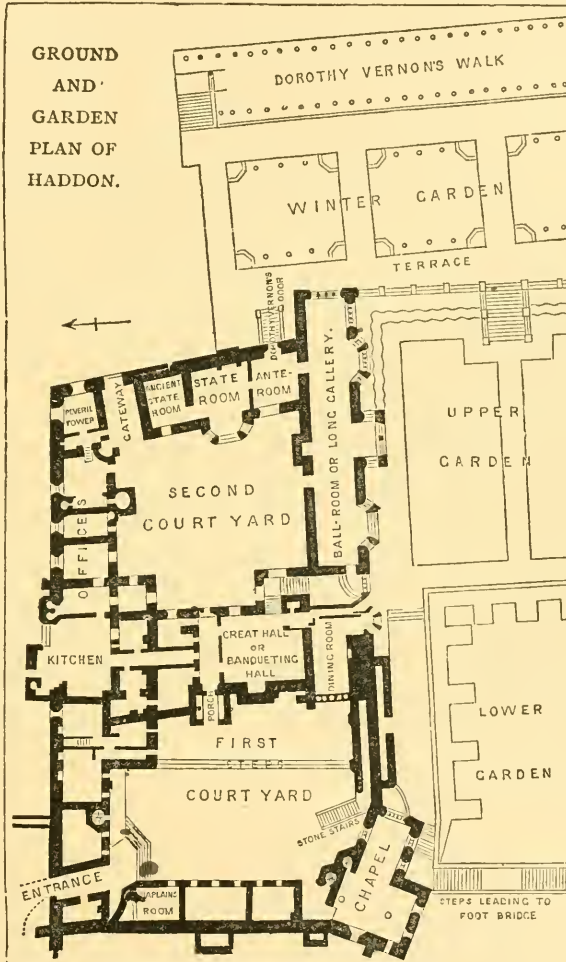 GROUND
AND
GARDEN
PLAN OF
HADDON.
DOROTHY VERNON'S WALK
WINTER GARDEN
TERRACE
DOROTHY VERNON'S
DOOR
ANCIENT
STATE
ROOM
STATE
ROOM
ANTE-
ROOM
PEVERIL
TOWER
GATEWAY
BALL-ROOM OR LONG GALLERY.
UPPER
GARDEN
SECOND
COURT YARD
OFFICES
KITCHEN
GREAT HALL
OR
BANQUETING
HALL
DINING ROOM
PORCH
FIRST
STEPS
COURT YARD
LOWER
GARDEN
STONE STAIRS
CHAPEL
ENTRANCE
CHAPLAINS
ROOM
STEPS LEADING TO
FOOT BRIDGE